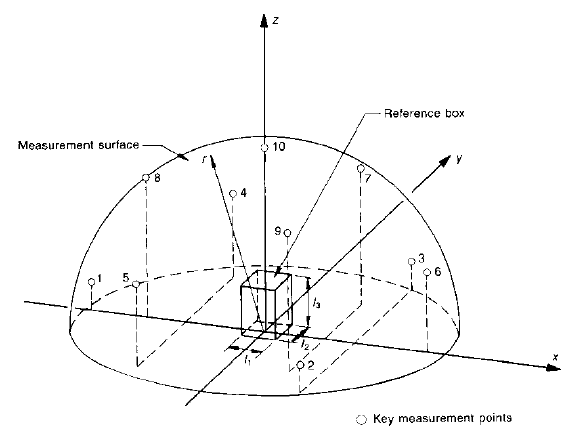 z
Reference box
Measurement surface
r
10
y
8
7
4
9
3
1
5
6
l3
l2
l1
2
x
Key measurement points